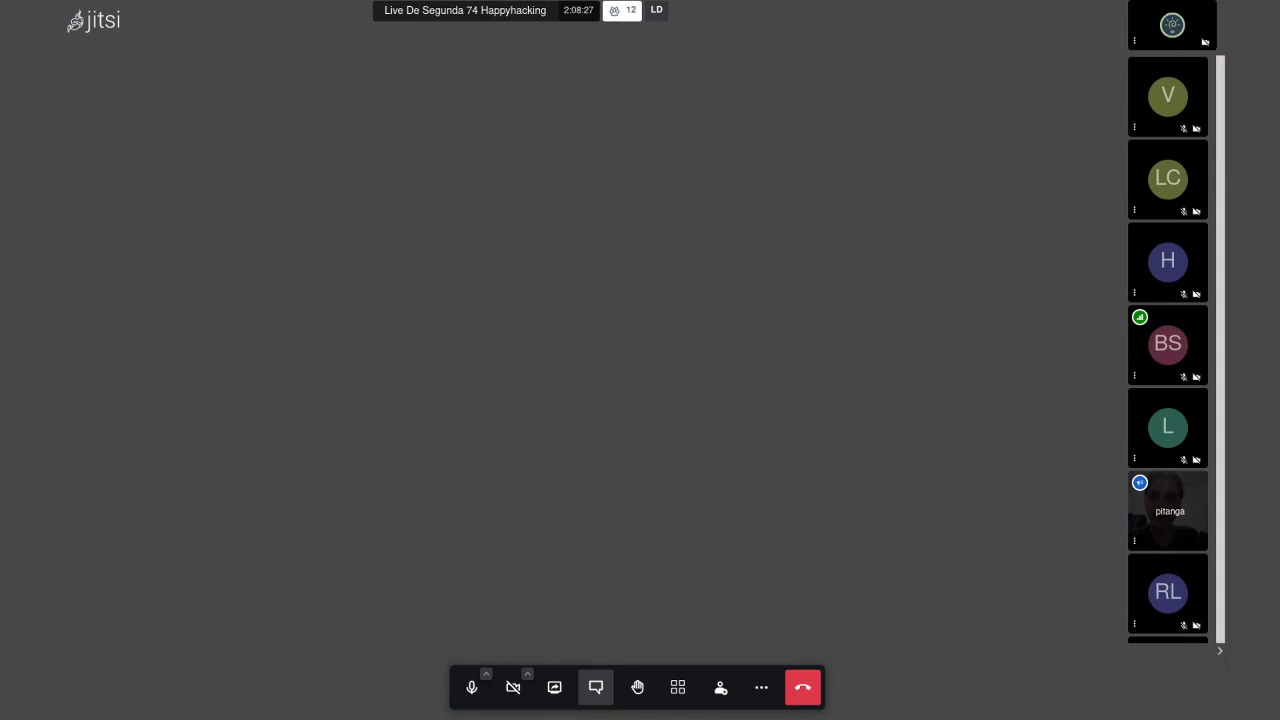 jitsi
Live De Segunda 74 Happyhacking
2:08:27
12
LD
V
LC
H
BS
L
pitanga
RL